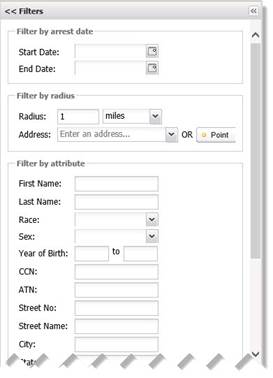 << Filters
Filter by arrest date
Start Date:
End Date:
Filter by radius
Radius: 1 miles
Address: Enter an address... OR Point
Filter by attribute
First Name:
Last Name:
Race:
Sex:
Year of Birth: to
CCN:
ATN:
Street No:
Street Name:
City: